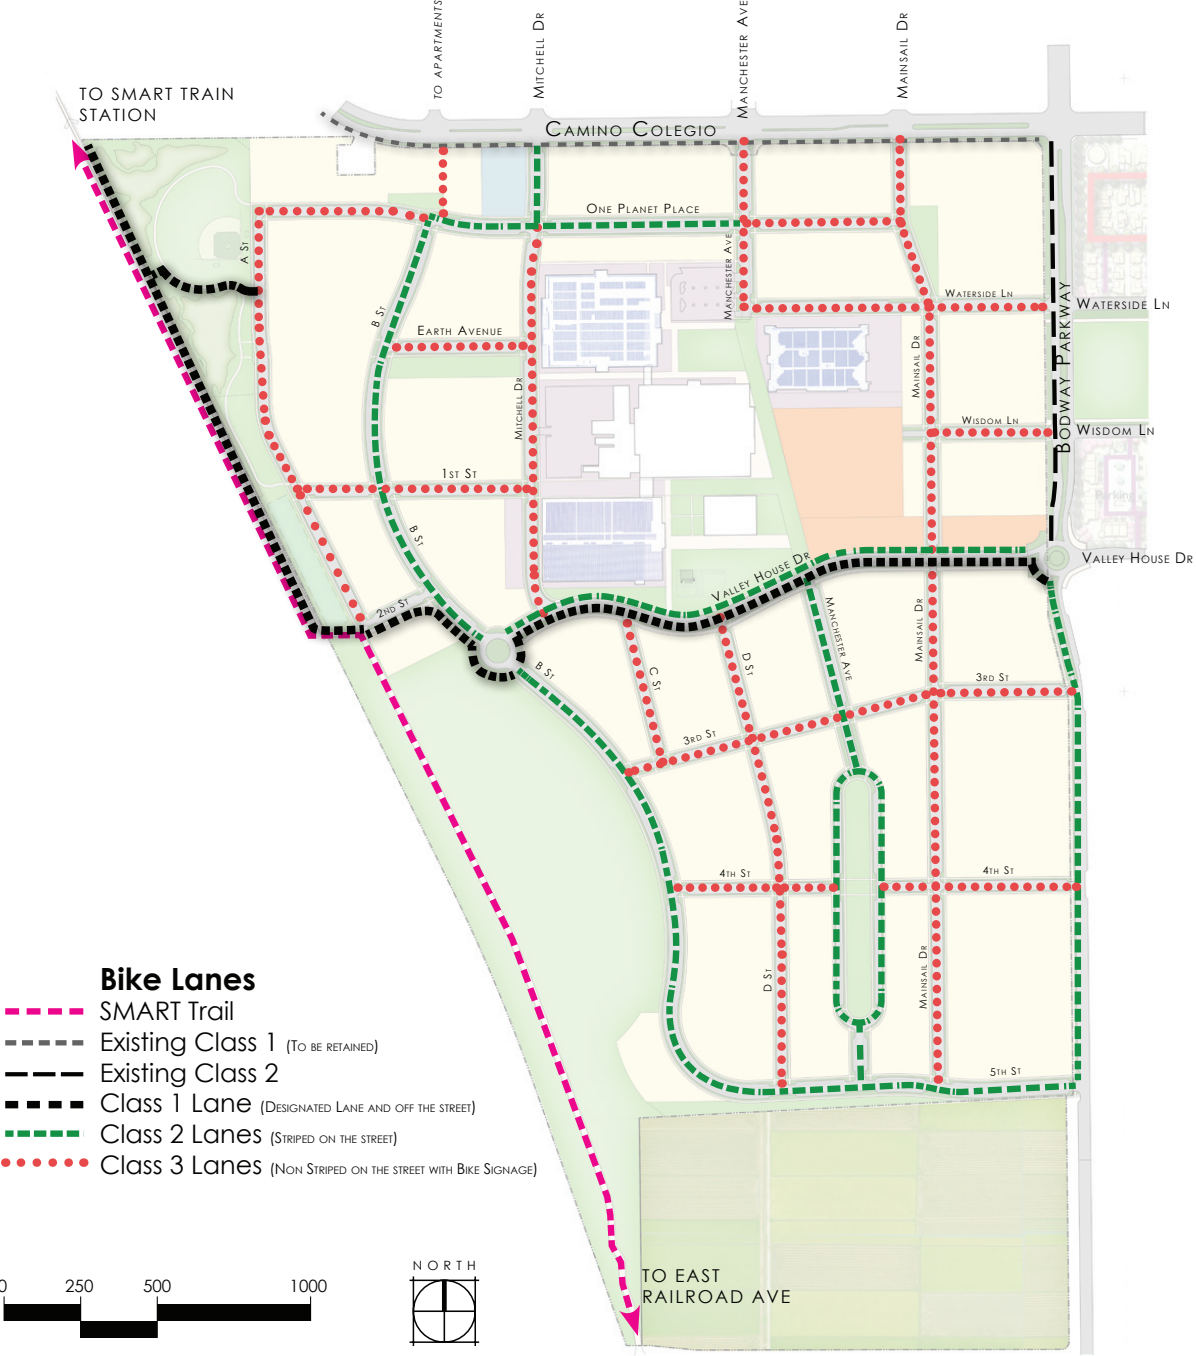 TO APARTMENTS
MITCHELL DR
MANCHESTER AVE
MAINSAIL DR
TO SMART TRAIN
STATION
CAMINO COLEGIO
ONE PLANET PLACE
A ST
MANCHESTER AVE
WATERSIDE LN
WATERSIDE LN
B ST
EARTH AVENUE
MAINSAIL DR
BODWAY PARKWAY
MITCHELL DR
WISDOM LN
WISDOM LN
1ST ST
Parking
B ST
VALLEY HOUSE DR
VALLEY HOUSE DR
2ND ST
MANCHESTER AVE
MAINSAIL DR
B ST
C ST
D ST
3RD ST
3RD ST
4TH ST
4TH ST
D ST
MAINSAIL DR
5TH ST
Bike Lanes
SMART Trail
Existing Class 1 (TO BE RETAINED)
Existing Class 2
Class 1 Lane (DESIGNATED LANE AND OFF THE STREET)
Class 2 Lanes (STRIPED ON THE STREET)
Class 3 Lanes (NON STRIPED ON THE STREET WITH BIKE SIGNAGE)
0 250 500 1000
NORTH
TO EAST
RAILROAD AVE